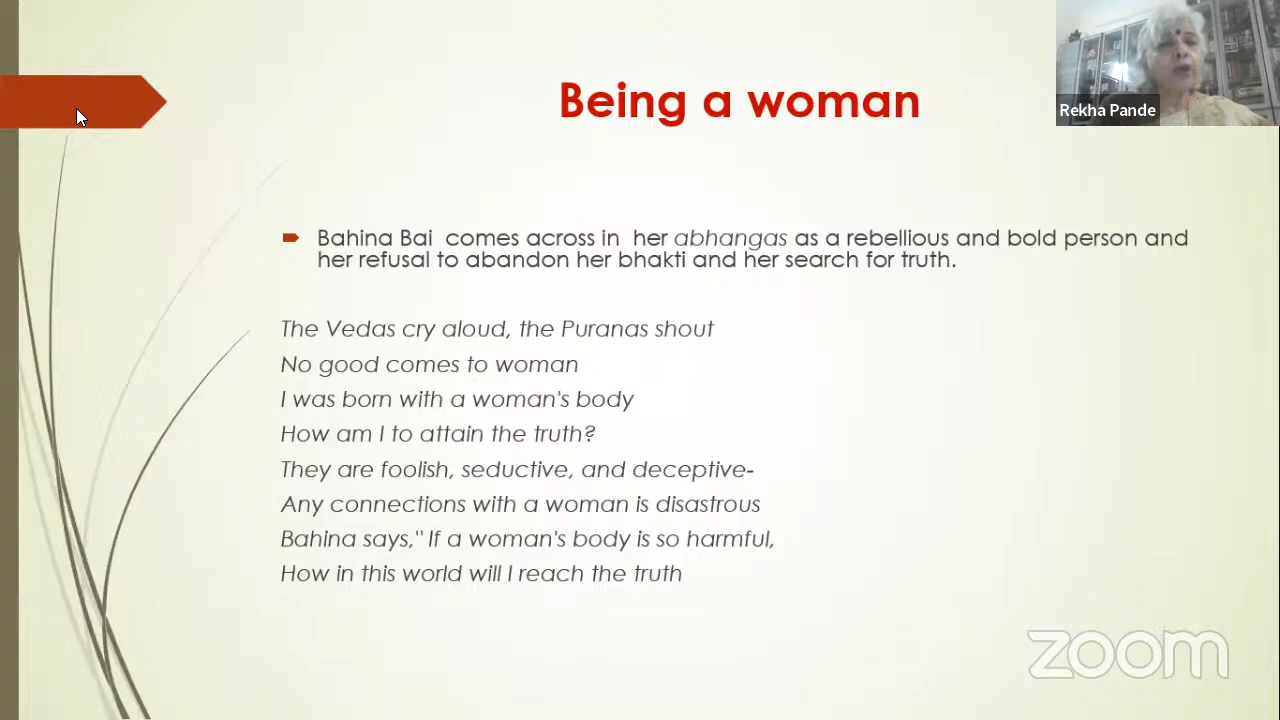 Being a woman
Rekha Pande
Bahina Bai comes across in her abhangas as a rebellious and bold person and
her refusal to abandon her bhakti and her search for truth.
The Vedas cry aloud, the Puranas shout
No good comes to woman
I was born with a woman's body
How am I to attain the truth?
They are foolish, seductive, and deceptive-
Any connections with a woman is disastrous
Bahina says," If a woman's body is so harmful,
How in this world will I reach the truth
zoom